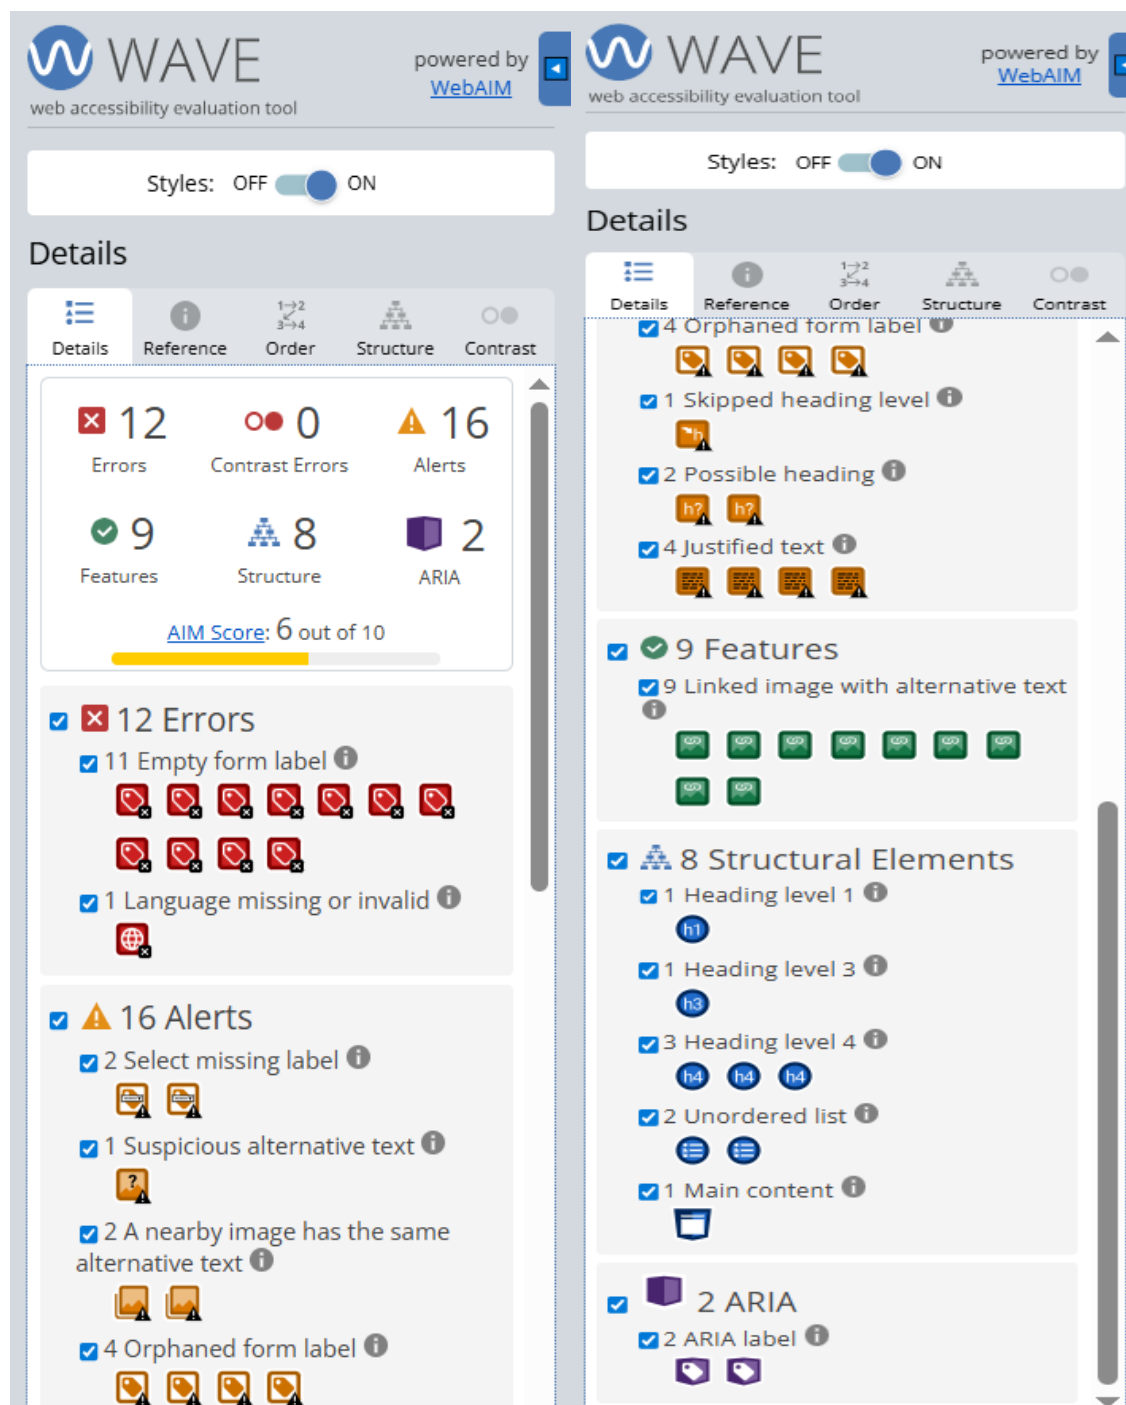 WAVE
powered by
WebAIM
web accessibility evaluation tool
Styles: OFF ON
Details
Details Reference Order Structure Contrast
12 0 16
Errors Contrast Errors Alerts
9 8 2
Features Structure ARIA
AIM Score: 6 out of 10
12 Errors
11 Empty form label
1 Language missing or invalid
16 Alerts
2 Select missing label
1 Suspicious alternative text
2 A nearby image has the same
alternative text
4 Orphaned form label
WAVE
powered by
WebAIM
web accessibility evaluation tool
Styles: OFF ON
Details
Details Reference Order Structure Contrast
4 Orphaned form label
1 Skipped heading level
h
2 Possible heading
h? h?
4 Justified text
9 Features
9 Linked image with alternative text
8 Structural Elements
1 Heading level 1
h1
1 Heading level 3
h3
3 Heading level 4
h4 h4 h4
2 Unordered list
1 Main content
2 ARIA
2 ARIA label